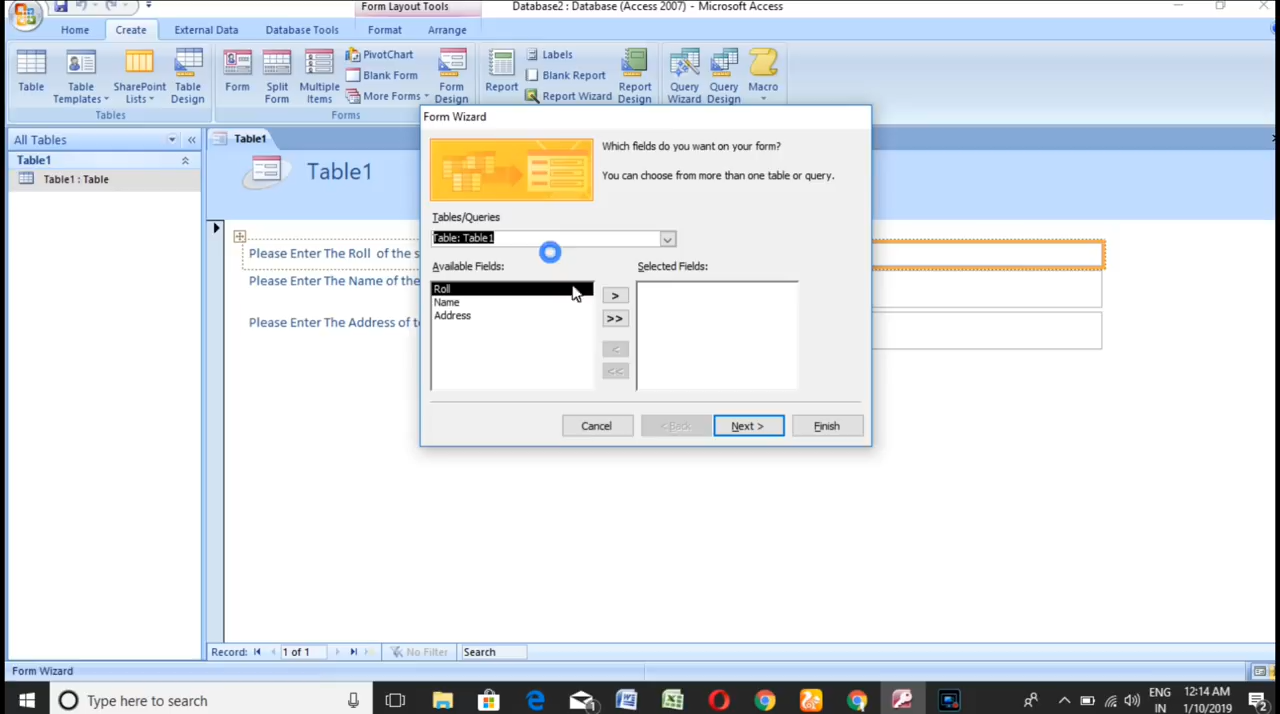 Form Layout Tools
Database2 : Database (Access 2007) - Microsoft Access
Home
Create
External Data
Database Tools
Format
Arrange
Table
Table Templates
SharePoint Lists
Table Design
Tables
Form
Split Form
Multiple Items
PivotChart
Blank Form
More Forms
Form Design
Forms
Report
Labels
Blank Report
Report Wizard
Report Design
Query Wizard
Query Design
Macro
All Tables
Table1
Table1 : Table
Table1
Table1
Please Enter The Roll of the s
Please Enter The Name of the
Please Enter The Address of t
Form Wizard
Which fields do you want on your form?
You can choose from more than one table or query.
Tables/Queries
Table: Table1
Available Fields:
Selected Fields:
Roll
Name
Address
>
>>
<
<<
Cancel
< Back
Next >
Finish
Record:
1 of 1
No Filter
Search
Form Wizard
Type here to search
ENG
IN
12:14 AM
1/10/2019
2